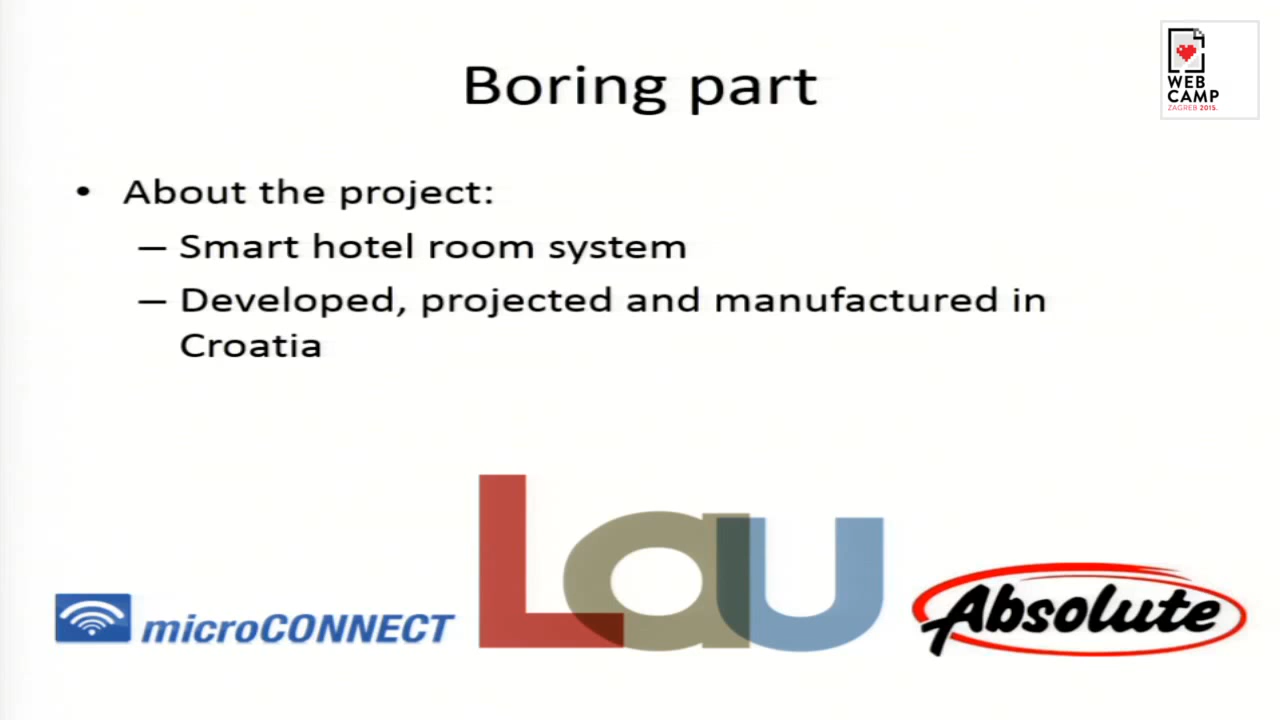 Boring part
WEB
CAMP
ZAGREB 2015.
• About the project:
– Smart hotel room system
– Developed, projected and manufactured in
Croatia
microCONNECT
Lau
Absolute